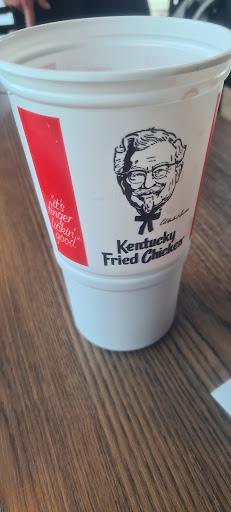 "it's
finger
lickin'
good"
Kentucky
Fried Chicken